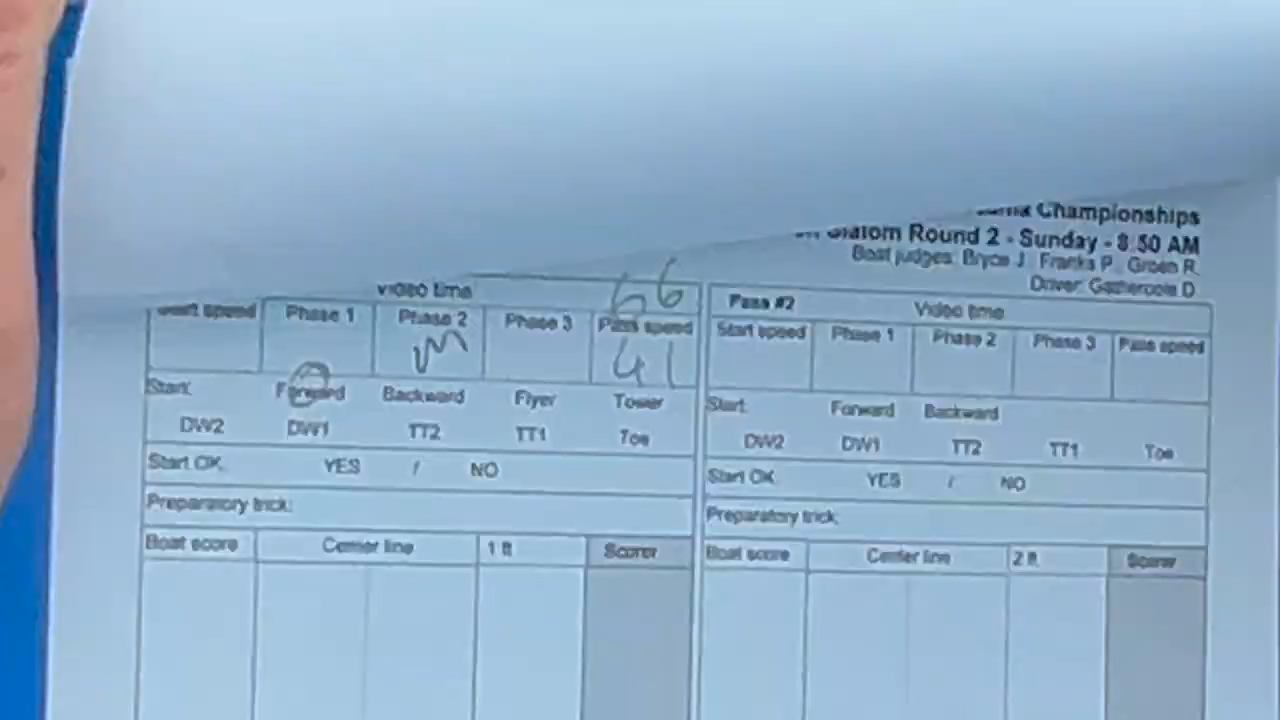 Championships
Slalom Round 2 - Sunday - 8:50 AM
Boat judges: Bryce J. Franks P. Groen R.
Driver: Gathercole D.
Video time
66
Start speed Phase 1 Phase 2 Phase 3 Pass speed
41
Start: Forward Backward Flyer Tower
DW2 DW1 TT2 TT1 Toe
Start OK: YES / NO
Preparatory trick:
Boat score Center line 1 ft Scorer
Pass #2 Video time
Start speed Phase 1 Phase 2 Phase 3 Pass speed
Start: Forward Backward
DW2 DW1 TT2 TT1 Toe
Start OK: YES / NO
Preparatory trick:
Boat score Center line 2 ft Scorer